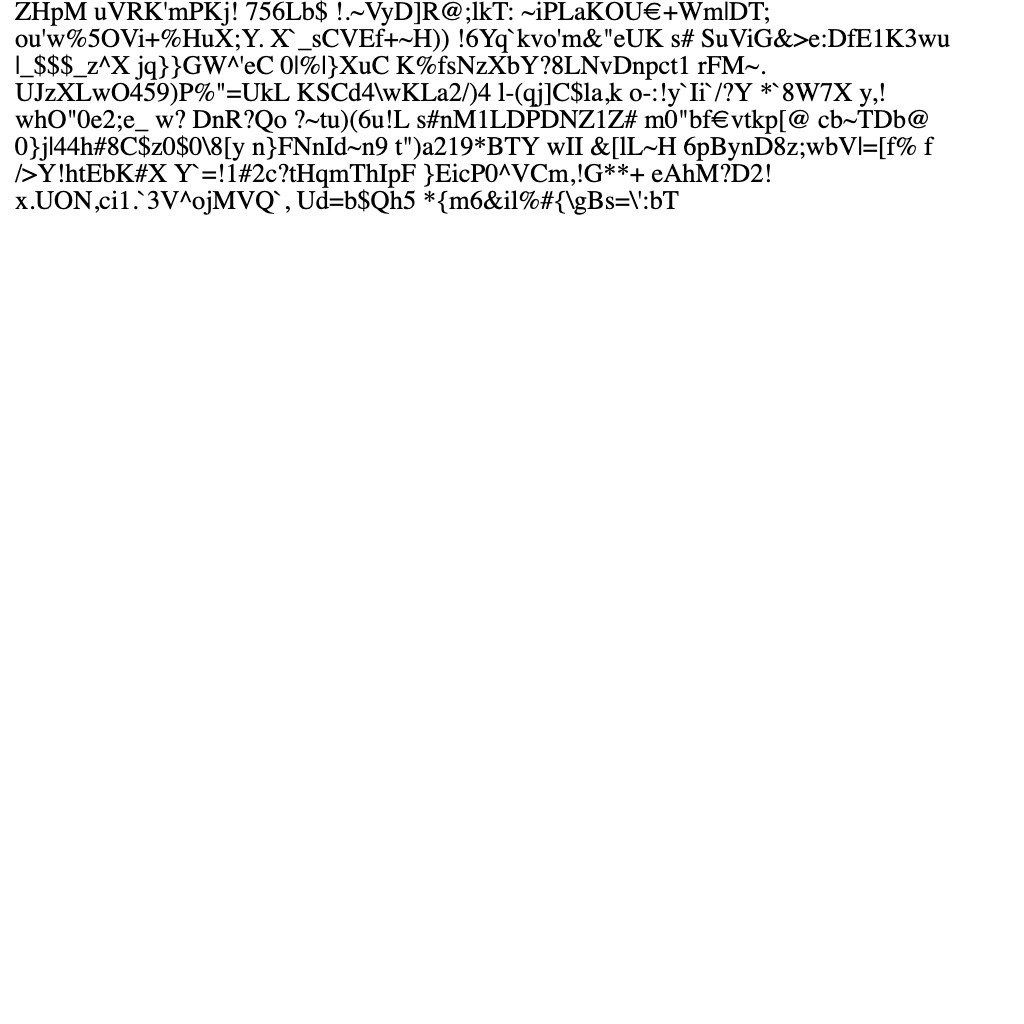 ZHpM uVRK'mPKj! 756Lb$ !.~VyD]R@;lkT: ~iPLaKOU€+Wm|DT;
ou'w%5OVi+%HuX;Y. X`_sCVEf+~H)) !6Yq`kvo'm&"eUK s# SuViG&>e:DfE1K3wu
|_$$$_z^X jq}}GW^'eC 0|%|}XuC K%fsNzXbY?8LNvDnpct1 rFM~.
UJzXLwO459)P%"=UkL KSCd4\wKLa2/)4 l-(qj]C$la,k o-:!y`Ii`/?Y *`8W7X y,!
whO"0e2;e_ w? DnR?Qo ?~tu)(6u!L s#nM1LDPDNZ1Z# m0"bf€vtkp[@ cb~TDb@
0}j|44h#8C$z0$0\8[y n}FNnId~n9 t")a219*BTY wII &[lL~H 6pBynD8z;wbV|=[f% f
/>Y!htEbK#X Y`=!1#2c?tHqmThIpF }EicP0^VCm,!G**+ eAhM?D2!
x.UON,ci1.`3V^ojMVQ`, Ud=b$Qh5 *{m6&il%#{\gBs=\':bT